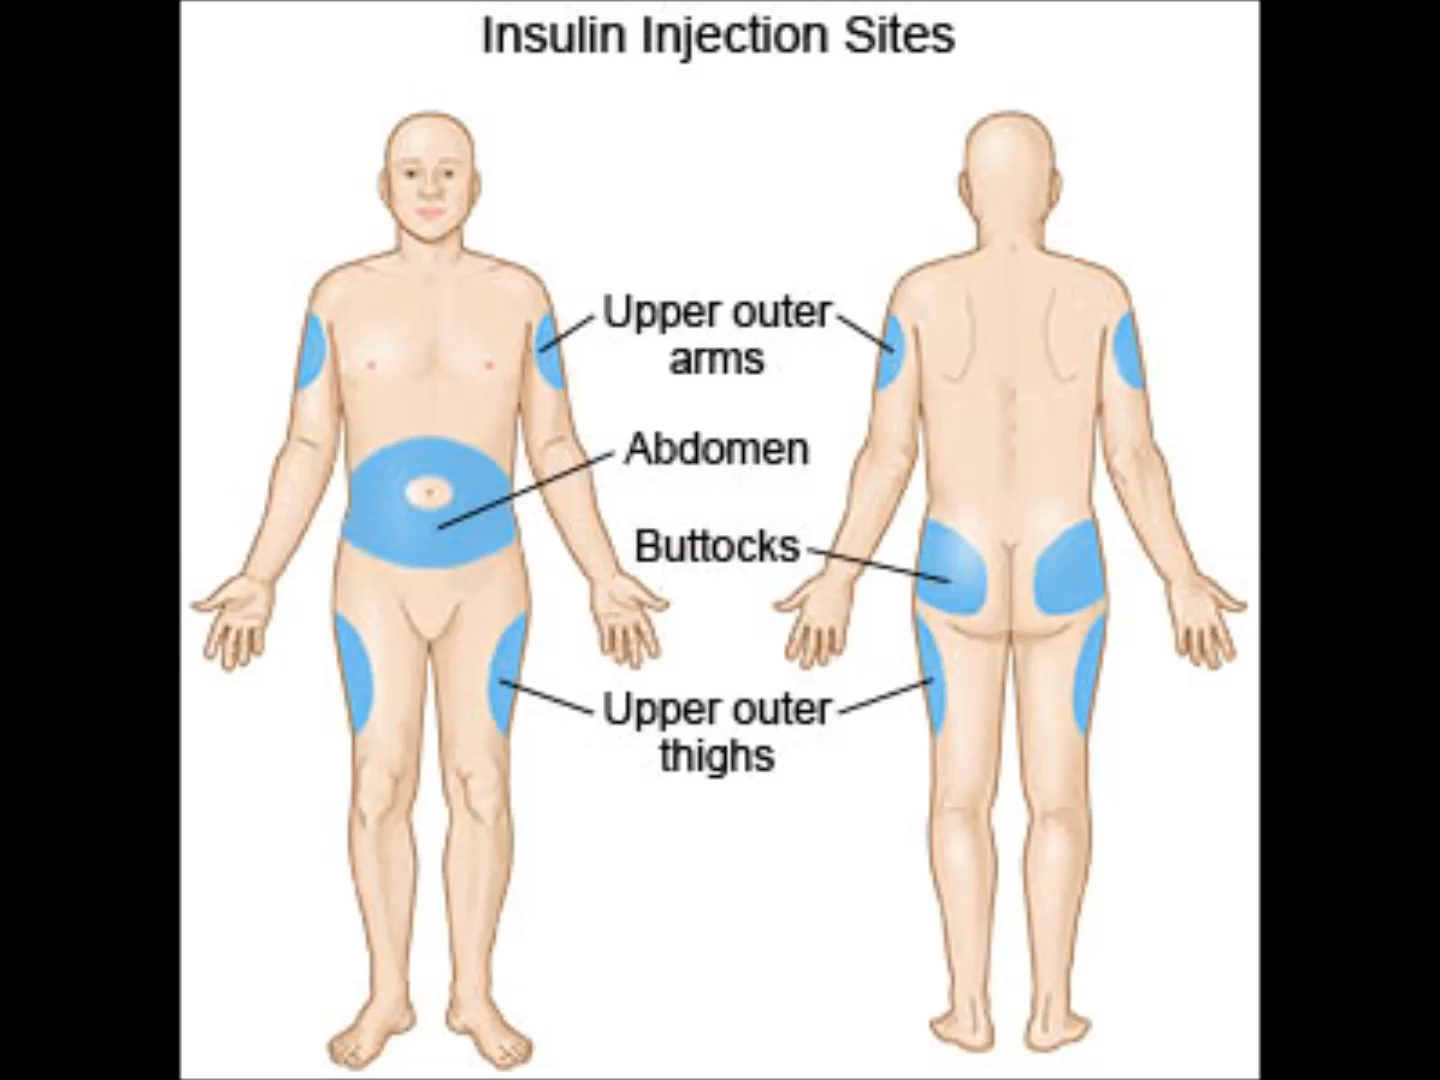 Insulin Injection Sites
Upper outer
arms
Abdomen
Buttocks
Upper outer
thighs